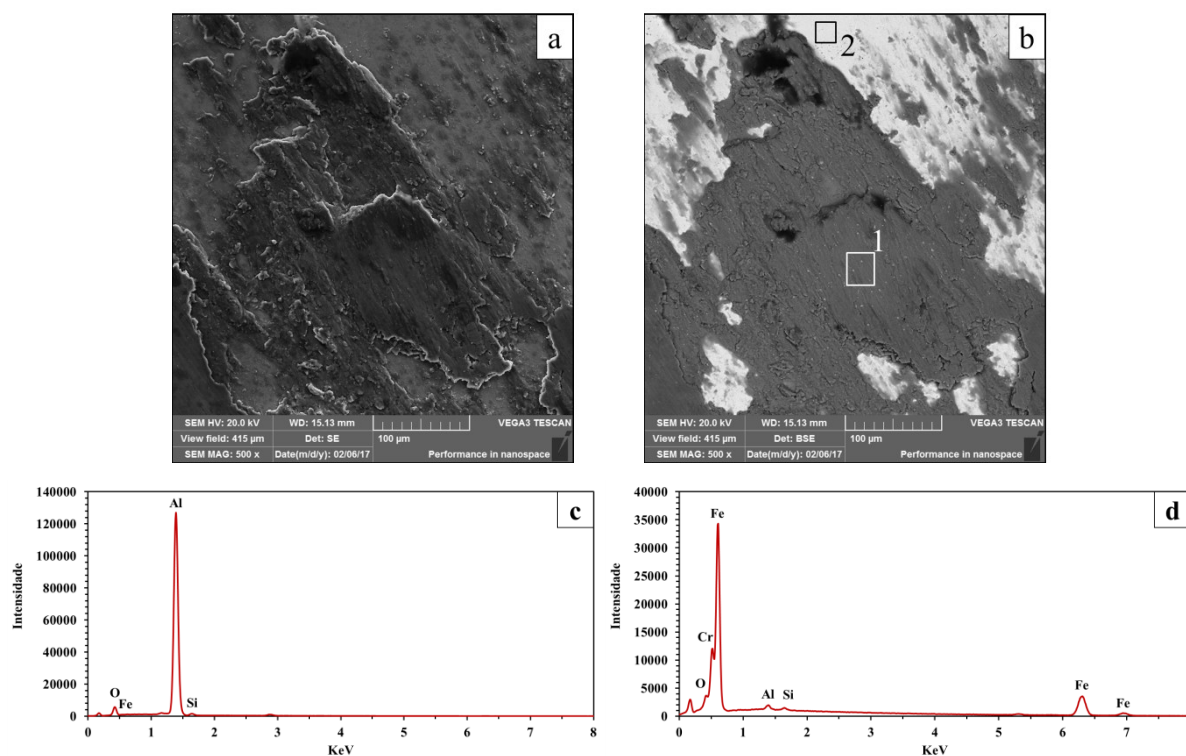 a
b
2
1
SEM HV: 20.0 kV WD: 15.13 mm VEGA3 TESCAN
View field: 415 µm Det: SE 100 µm
SEM MAG: 500 x Date(m/d/y): 02/06/17 Performance in nanospace
SEM HV: 20.0 kV WD: 15.13 mm VEGA3 TESCAN
View field: 415 µm Det: BSE 100 µm
SEM MAG: 500 x Date(m/d/y): 02/06/17 Performance in nanospace
c
140000
120000
100000
80000
60000
40000
20000
0
Intensidade
Al
O
Fe
Si
0 1 2 3 4 5 6 7 8
KeV
d
40000
35000
30000
25000
20000
15000
10000
5000
0
Intensidade
Fe
Cr
O
Al Si
Fe
Fe
0 1 2 3 4 5 6 7
KeV